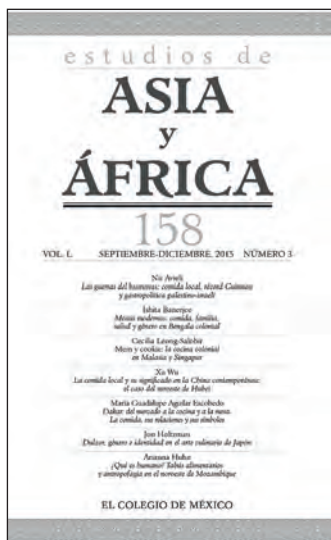 estudios de
ASIA
y
ÁFRICA
158
VOL. L SEPTIEMBRE-DICIEMBRE, 2015 NÚMERO 3
Nir Avieli
Las guerras del hummus: comida local, récord Guinness
y gastropolítica palestino-israelí
Ishita Banerjee
Menús modernos: comida, familia,
salud y género en Bengala colonial
Cecilia Leong-Salobir
Mem y cookie: la cocina colonial
en Malasia y Singapur
Xu Wu
La comida local y su significado en la China contemporánea:
el caso del noroeste de Hubei
María Guadalupe Aguilar Escobedo
Dakar: del mercado a la cocina y a la mesa.
La comida, sus relaciones y sus símbolos
Jon Holtzman
Dulzor, género e identidad en el arte culinario de Japón
Arianna Huhn
¿Qué es humano? Tabús alimentarios
y antropofagia en el noroeste de Mozambique
EL COLEGIO DE MÉXICO